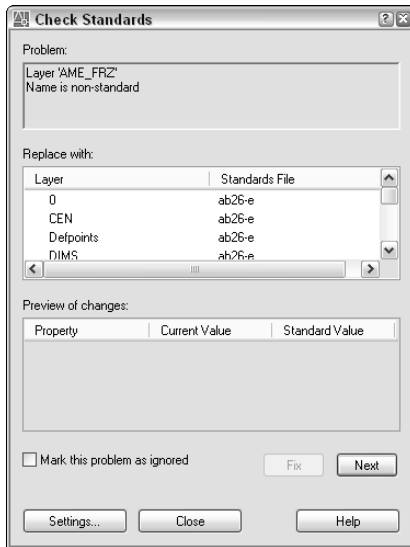 Check Standards
Problem:
Layer 'AME_FRZ'
Name is non-standard
Replace with:
Layer Standards File
0 ab26-e
CEN ab26-e
Defpoints ab26-e
DIMS ab26-e
Preview of changes:
Property Current Value Standard Value
Mark this problem as ignored
Fix Next
Settings... Close Help